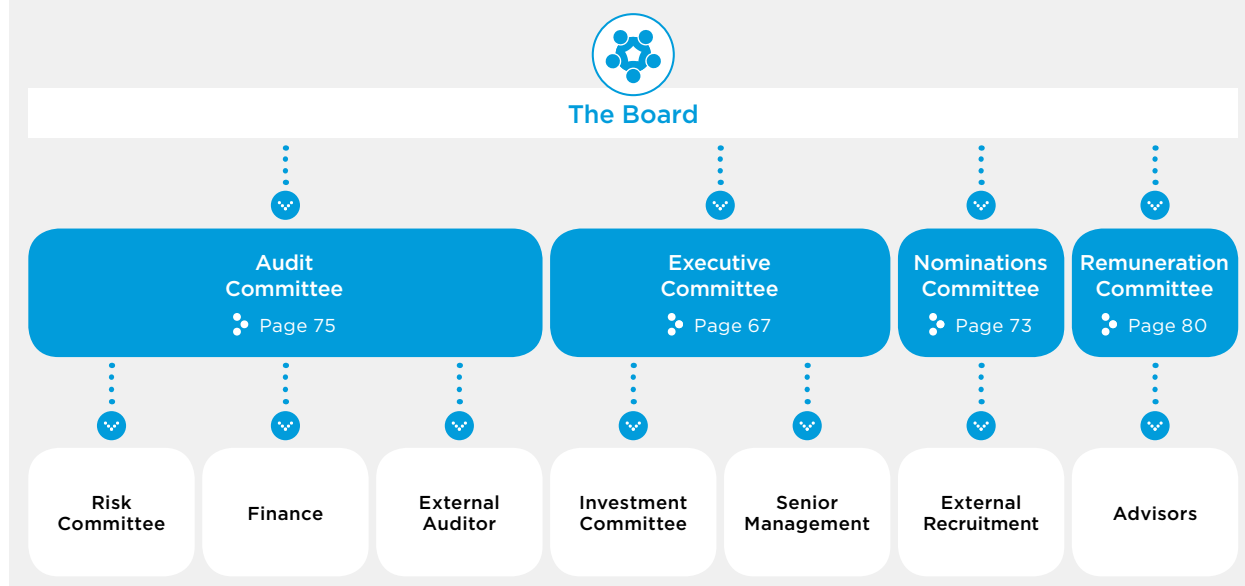 The Board
Audit
Committee
Page 75
Executive
Committee
Page 67
Nominations
Committee
Page 73
Remuneration
Committee
Page 80
Risk
Committee
Finance
External
Auditor
Investment
Committee
Senior
Management
External
Recruitment
Advisors